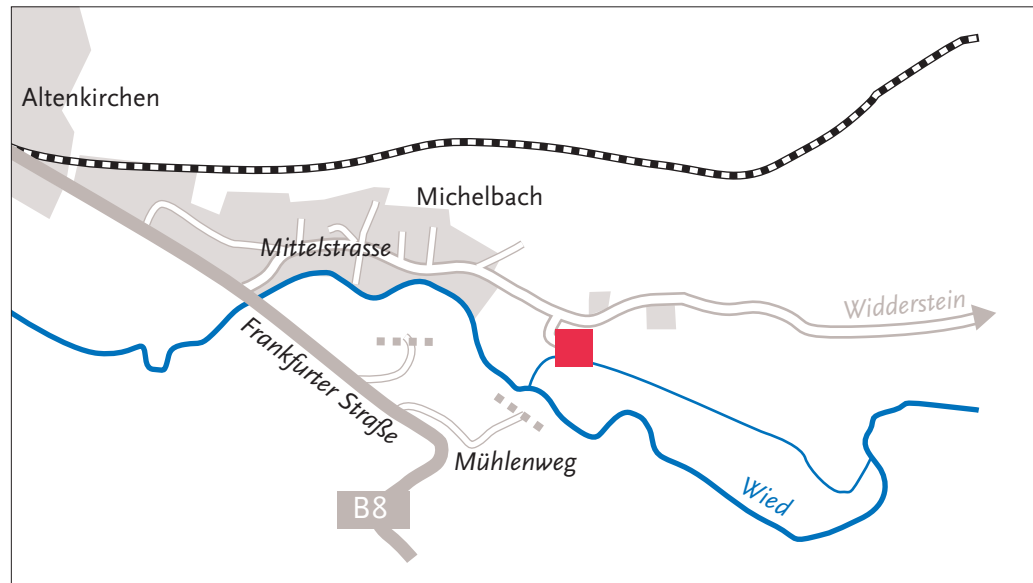 Altenkirchen
Michelbach
Mittelstrasse
Widderstein
Frankfurter Straße
Mühlenweg
Wied
B8